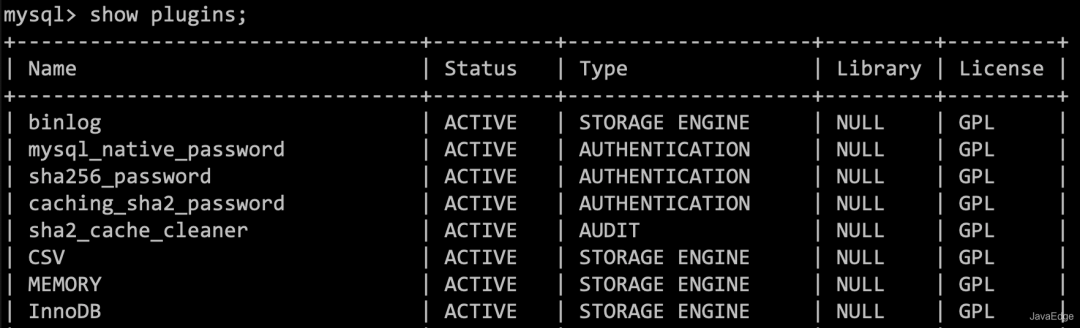 mysql> show plugins;
+---------------------------------+----------+--------------------+---------+---------+
| Name | Status | Type | Library | License |
+---------------------------------+----------+--------------------+---------+---------+
| binlog | ACTIVE | STORAGE ENGINE | NULL | GPL |
| mysql_native_password | ACTIVE | AUTHENTICATION | NULL | GPL |
| sha256_password | ACTIVE | AUTHENTICATION | NULL | GPL |
| caching_sha2_password | ACTIVE | AUTHENTICATION | NULL | GPL |
| sha2_cache_cleaner | ACTIVE | AUDIT | NULL | GPL |
| CSV | ACTIVE | STORAGE ENGINE | NULL | GPL |
| MEMORY | ACTIVE | STORAGE ENGINE | NULL | GPL |
| InnoDB | ACTIVE | STORAGE ENGINE | NULL | GPL |
JavaEdge